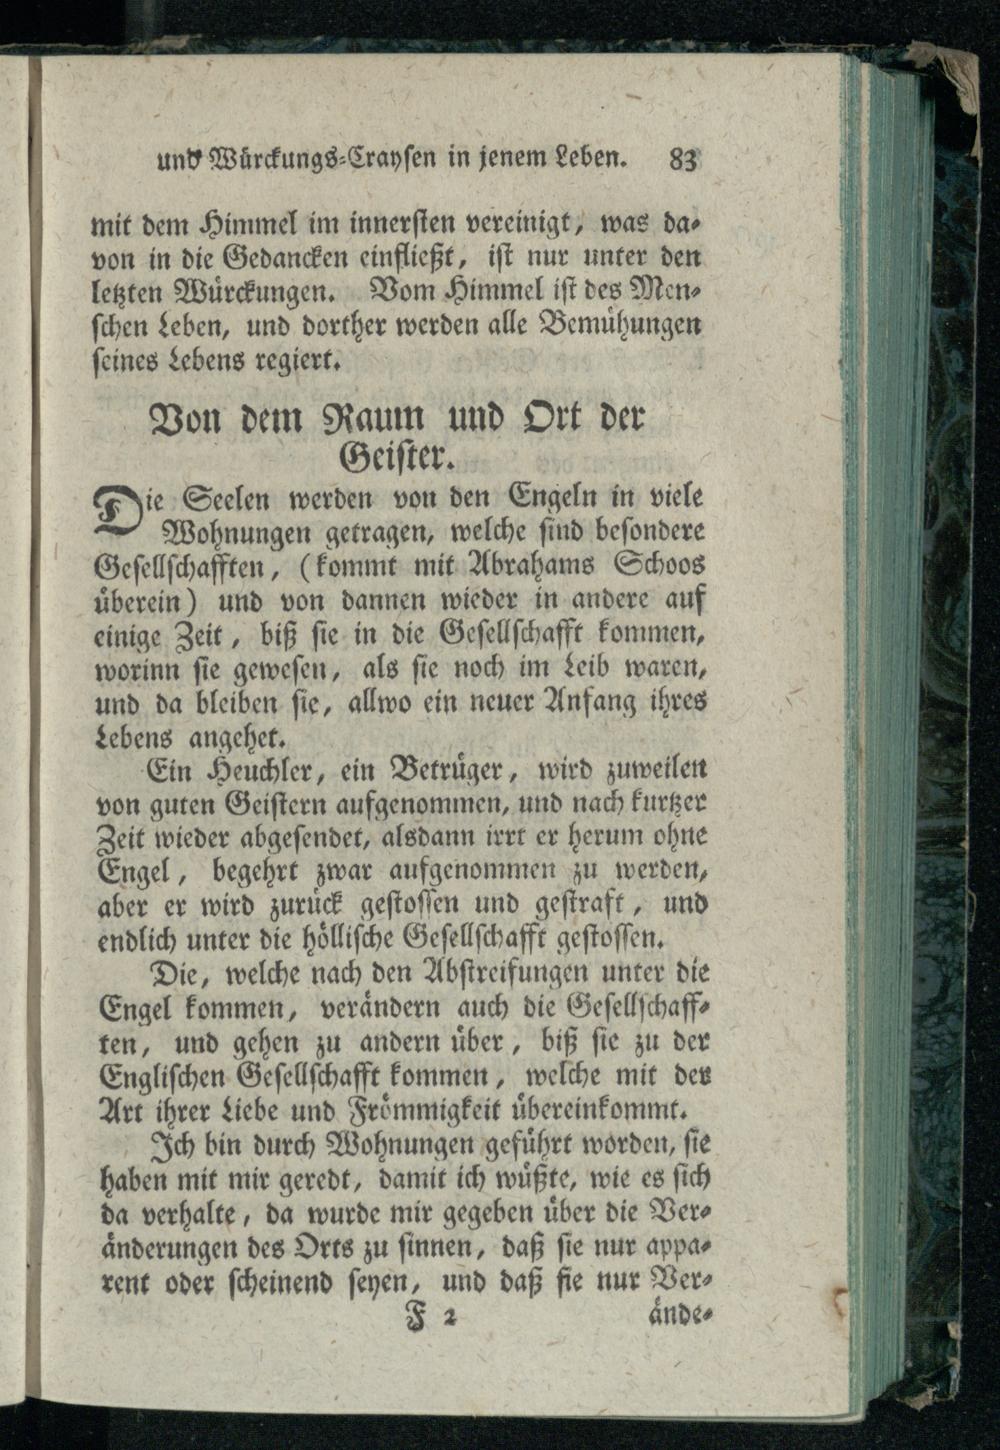 und Würckungs-Craysen in jenem Leben. 83
mit dem Himmel im innersten vereinigt, was da-
von in die Gedancken einfließt, ist nur unter den
letzten Würckungen. Vom Himmel ist des Men-
schen Leben, und dorther werden alle Bemühungen
seines Lebens regiert.
Von dem Raum und Ort der
Geister.
Die Seelen werden von den Engeln in viele
Wohnungen getragen, welche sind besondere
Gesellschafften, (kommt mit Abrahams Schoos
überein) und von dannen wieder in andere auf
einige Zeit, biß sie in die Gesellschafft kommen,
worinn sie gewesen, als sie noch im Leib waren,
und da bleiben sie, allwo ein neuer Anfang ihres
Lebens angehet.
Ein Heuchler, ein Betrüger, wird zuweilen
von guten Geistern aufgenommen, und nach kurtzer
Zeit wieder abgesendet, alsdann irrt er herum ohne
Engel, begehrt zwar aufgenommen zu werden,
aber er wird zurück gestossen und gestraft, und
endlich unter die höllische Gesellschafft gestossen.
Die, welche nach den Abstreifungen unter die
Engel kommen, verändern auch die Gesellschaff-
ten, und gehen zu andern über, biß sie zu der
Englischen Gesellschafft kommen, welche mit der
Art ihrer Liebe und Frömmigkeit übereinkommt.
Ich bin durch Wohnungen geführt worden, sie
haben mit mir geredt, damit ich wüßte, wie es sich
da verhalte, da wurde mir gegeben über die Ver-
änderungen des Orts zu sinnen, daß sie nur appa-
rent oder scheinend seyen, und daß sie nur Ver-
F 2 ände-